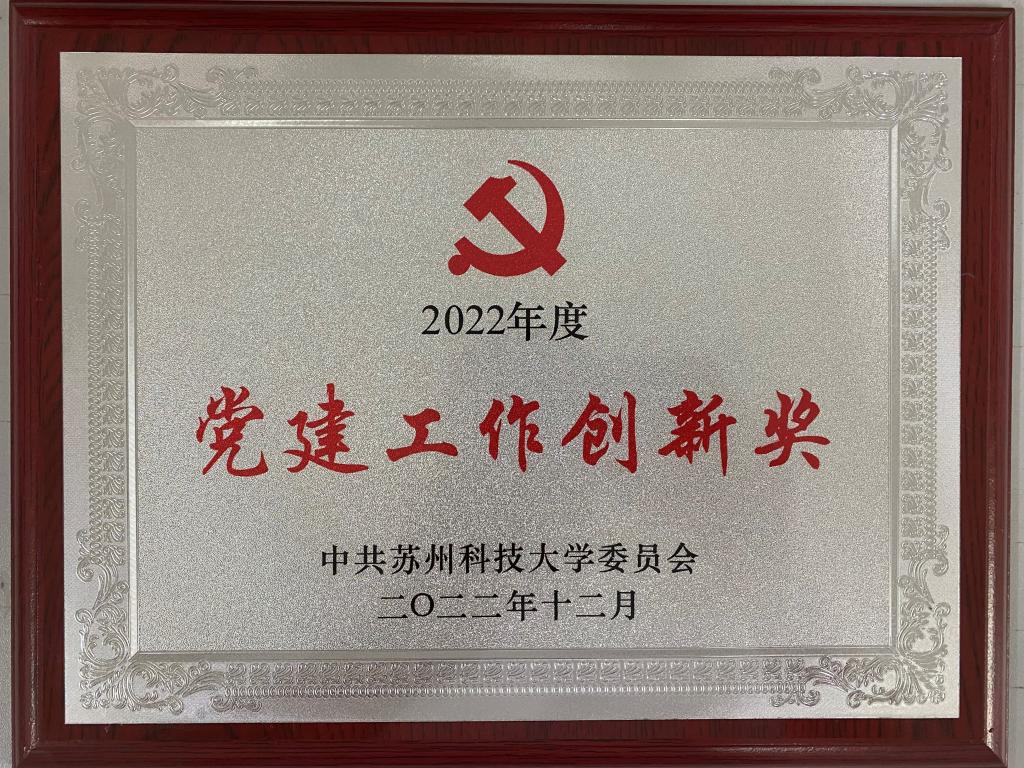 2022年度
党建工作创新奖
中共苏州科技大学委员会
二〇二二年十二月